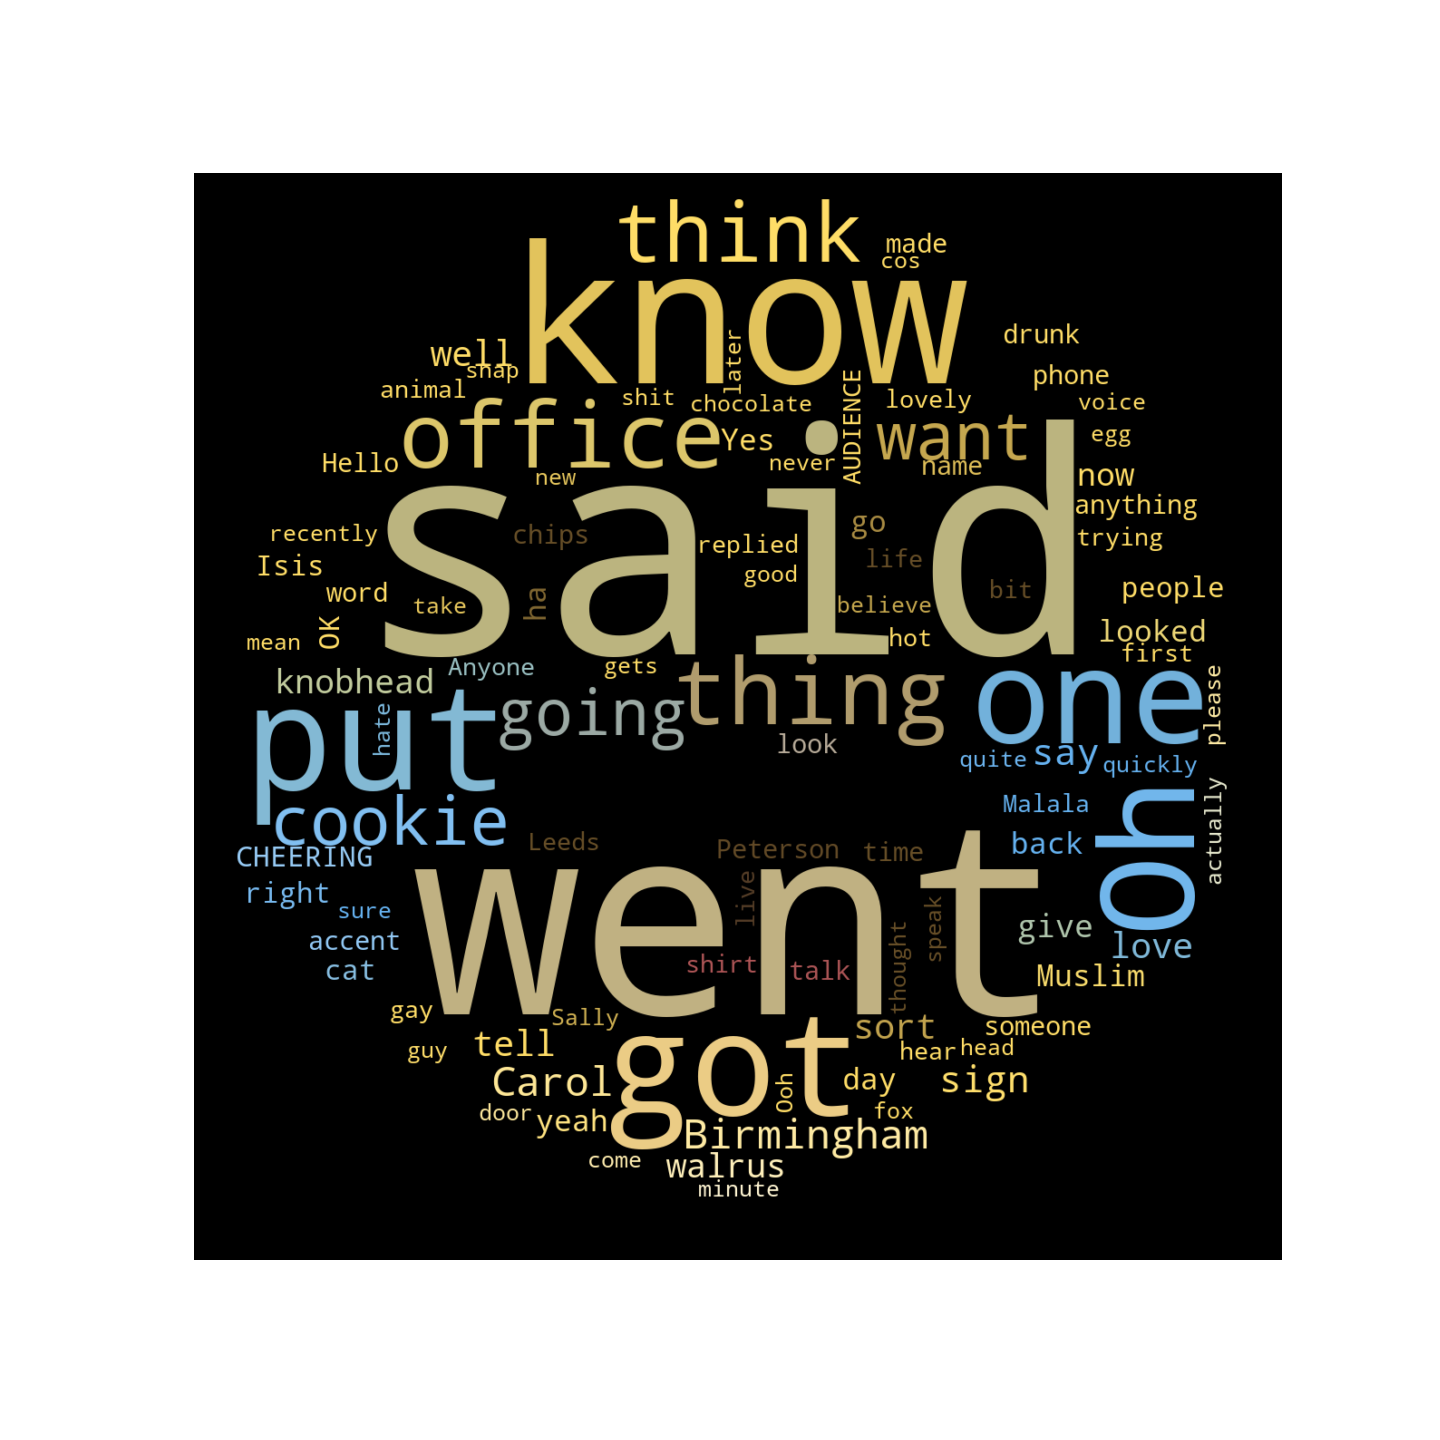 think
made
cos
know
drunk
well
later
snap
phone
animal
shit
chocolate
AUDIENCE
lovely
voice
office
Yes
want
egg
Hello
never
name
now
new
said
anything
recently
chips
go
trying
replied
Isis
life
good
word
take
ha
believe
bit
people
mean
OK
hot
looked
first
knobhead
Anyone
gets
thing
one
please
put
hate
going
look
quite
say
quickly
cookie
Malala
Oh
actually
CHEERING
Leeds
Peterson
time
back
right
live
went
sure
accent
speak
give
love
cat
shirt
talk
thought
Muslim
gay
Sally
sort
someone
guy
tell
got
hear
head
Carol
Ooh
day
sign
door
yeah
fox
Birmingham
come
walrus
minute